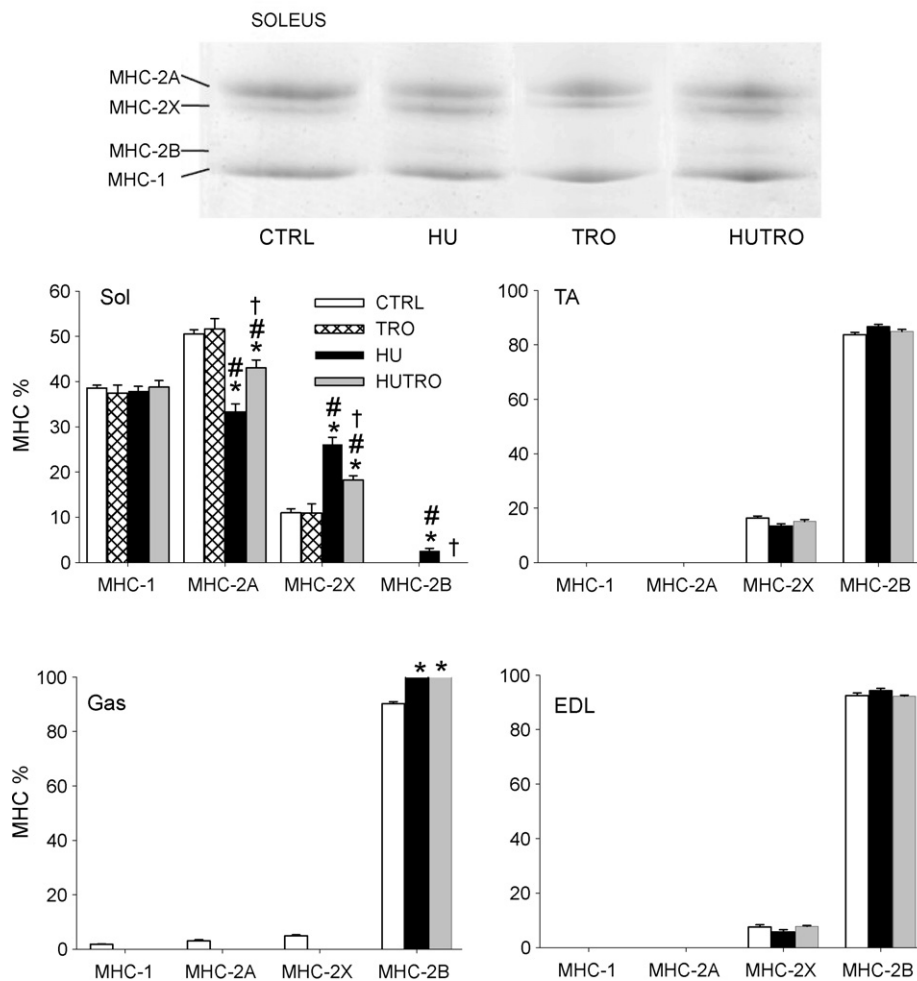 SOLEUS
MHC-2A
MHC-2X
MHC-2B
MHC-1
CTRL HU TRO HUTRO
Sol
CTRL
TRO
HU
HUTRO
MHC %
60
50
40
30
20
10
0
† # *
# *
# *
† # *
# *
†
MHC-1 MHC-2A MHC-2X MHC-2B
TA
100
80
60
40
20
0
MHC-1 MHC-2A MHC-2X MHC-2B
Gas
MHC %
100
80
60
40
20
0
* *
MHC-1 MHC-2A MHC-2X MHC-2B
EDL
100
80
60
40
20
0
MHC-1 MHC-2A MHC-2X MHC-2B